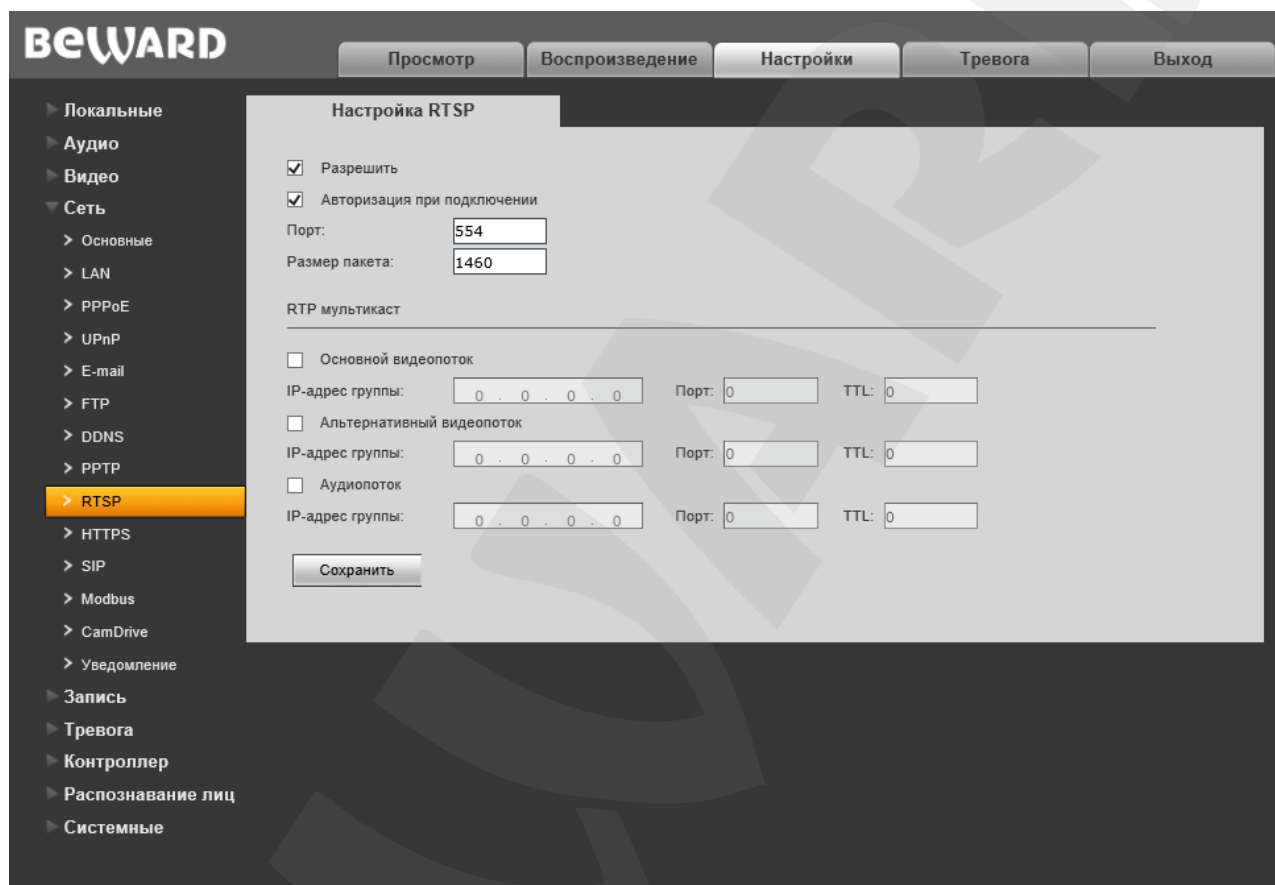 BEWARD
Просмотр Воспроизведение Настройки Тревога Выход
Локальные
Аудио
Видео
Сеть
> Основные
> LAN
> PPPoE
> UPnP
> E-mail
> FTP
> DDNS
> PPTP
> RTSP
> HTTPS
> SIP
> Modbus
> CamDrive
> Уведомление
Запись
Тревога
Контроллер
Распознавание лиц
Системные
Настройка RTSP
Разрешить
Авторизация при подключении
Порт: 554
Размер пакета: 1460
RTP мультикаст
Основной видеопоток
IP-адрес группы: 0 . 0 . 0 . 0 Порт: 0 TTL: 0
Альтернативный видеопоток
IP-адрес группы: 0 . 0 . 0 . 0 Порт: 0 TTL: 0
Аудиопоток
IP-адрес группы: 0 . 0 . 0 . 0 Порт: 0 TTL: 0
Сохранить